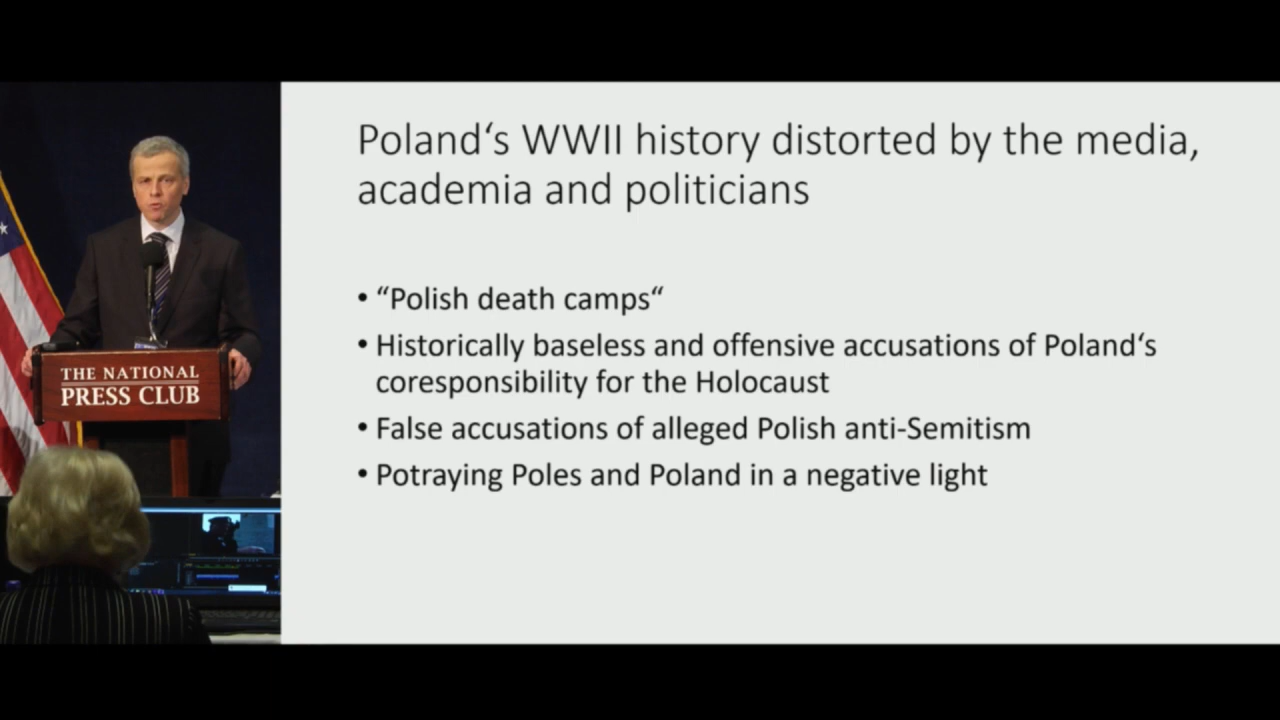 THE NATIONAL
PRESS CLUB
Poland‘s WWII history distorted by the media,
academia and politicians
• “Polish death camps“
• Historically baseless and offensive accusations of Poland‘s
coresponsibility for the Holocaust
• False accusations of alleged Polish anti-Semitism
• Potraying Poles and Poland in a negative light